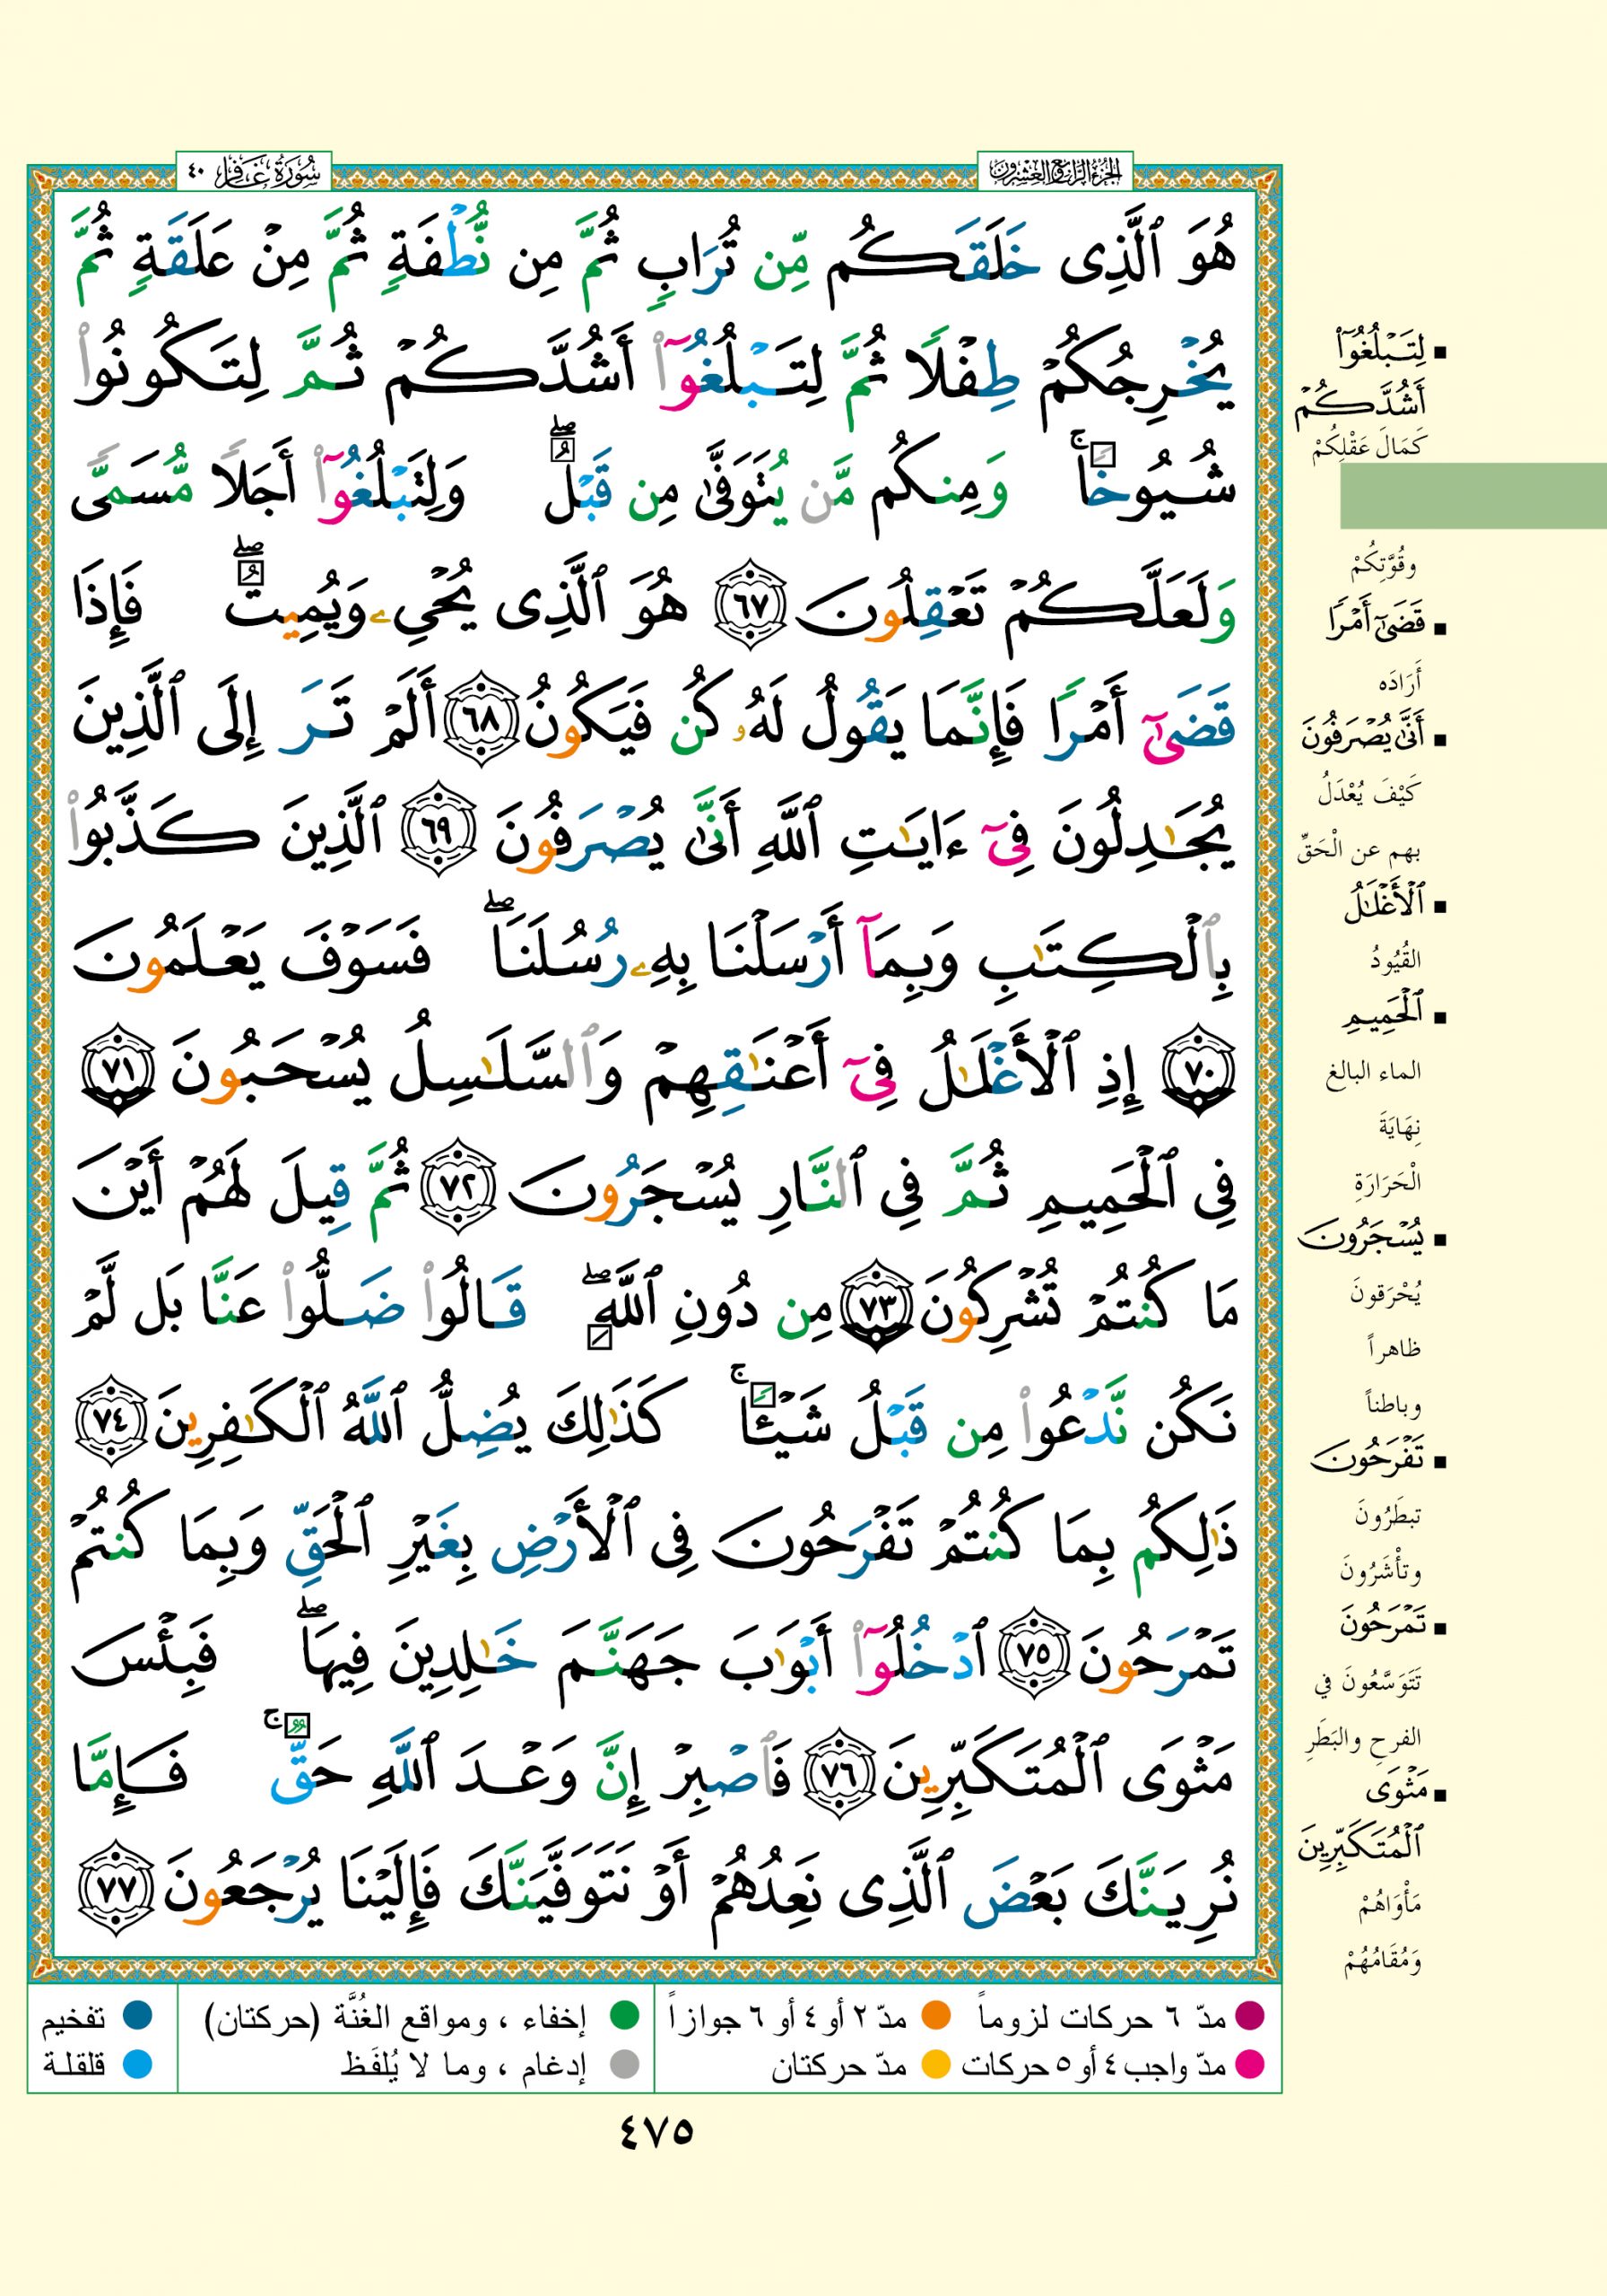 الجزء الرابع والعشرون
سورة غافر ٤٠
هُوَ ٱلَّذِى خَلَقَكُم مِّن تُرَابٍ ثُمَّ مِن نُّطْفَةٍ ثُمَّ مِنْ عَلَقَةٍ ثُمَّ
يُخْرِجُكُمْ طِفْلًا ثُمَّ لِتَبْلُغُوٓا۟ أَشُدَّكُمْ ثُمَّ لِتَكُونُوا۟
شُيُوخًا ۚ وَمِنكُم مَّن يُتَوَفَّىٰ مِن قَبْلُ ۖ وَلِتَبْلُغُوٓا۟ أَجَلًا مُّسَمًّى
وَلَعَلَّكُمْ تَعْقِلُونَ ٦٧ هُوَ ٱلَّذِى يُحْىِۦ وَيُمِيتُ ۖ فَإِذَا
قَضَىٰٓ أَمْرًا فَإِنَّمَا يَقُولُ لَهُۥ كُن فَيَكُونُ ٦٨ أَلَمْ تَرَ إِلَى ٱلَّذِينَ
يُجَـٰدِلُونَ فِىٓ ءَايَـٰتِ ٱللَّهِ أَنَّىٰ يُصْرَفُونَ ٦٩ ٱلَّذِينَ كَذَّبُوا۟
بِٱلْكِتَـٰبِ وَبِمَآ أَرْسَلْنَا بِهِۦ رُسُلَنَا ۖ فَسَوْفَ يَعْلَمُونَ
٧٠ إِذِ ٱلْأَغْلَـٰلُ فِىٓ أَعْنَـٰقِهِمْ وَٱلسَّلَـٰسِلُ يُسْحَبُونَ ٧١
فِى ٱلْحَمِيمِ ثُمَّ فِى ٱلنَّارِ يُسْجَرُونَ ٧٢ ثُمَّ قِيلَ لَهُمْ أَيْنَ
مَا كُنتُمْ تُشْرِكُونَ ٧٣ مِن دُونِ ٱللَّهِ ۖ قَالُوا۟ ضَلُّوا۟ عَنَّا بَل لَّمْ
نَكُن نَّدْعُوا۟ مِن قَبْلُ شَيْـًٔا ۚ كَذَٰلِكَ يُضِلُّ ٱللَّهُ ٱلْكَـٰفِرِينَ ٧٤
ذَٰلِكُم بِمَا كُنتُمْ تَفْرَحُونَ فِى ٱلْأَرْضِ بِغَيْرِ ٱلْحَقِّ وَبِمَا كُنتُمْ
تَمْرَحُونَ ٧٥ ٱدْخُلُوٓا۟ أَبْوَٰبَ جَهَنَّمَ خَـٰلِدِينَ فِيهَا ۖ فَبِئْسَ
مَثْوَى ٱلْمُتَكَبِّرِينَ ٧٦ فَٱصْبِرْ إِنَّ وَعْدَ ٱللَّهِ حَقٌّ ۚ فَإِمَّا
نُرِيَنَّكَ بَعْضَ ٱلَّذِى نَعِدُهُمْ أَوْ نَتَوَفَّيَنَّكَ فَإِلَيْنَا يُرْجَعُونَ ٧٧
▪ لِتَبْلُغُوٓا۟
أَشُدَّكُمْ
كَمَالَ عَقْلِكُمْ
وقُوَّتِكُمْ
▪ قَضَىٰٓ أَمْرًا
أَرَادَه
▪ أَنَّىٰ يُصْرَفُونَ
كَيْفَ يُعْدَلُ
بهم عن الْحَقِّ
▪ ٱلْأَغْلَـٰلُ
القُيُودُ
▪ ٱلْحَمِيمِ
الماء البالغ
نِهَايَةَ
الْحَرَارَةِ
▪ يُسْجَرُونَ
يُحْرَقونَ
ظاهراً
وباطناً
▪ تَفْرَحُونَ
تبطَرُونَ
وتأْشَرُونَ
▪ تَمْرَحُونَ
تَتَوَسَّعُونَ في
الفرحِ والبَطَرِ
▪ مَثْوَى
ٱلْمُتَكَبِّرِينَ
مَأْوَاهُمْ
وَمُقَامُهُمْ
مدّ ٦ حركات لزوماً
مدّ ٢ أو ٤ أو ٦ جوازاً
إخفاء ، ومواقع الغُنَّة (حركتان)
تفخيم
مدّ واجب ٤ أو ٥ حركات
مدّ حركتان
إدغام ، وما لا يُلفَظ
قلقلة
٤٧٥